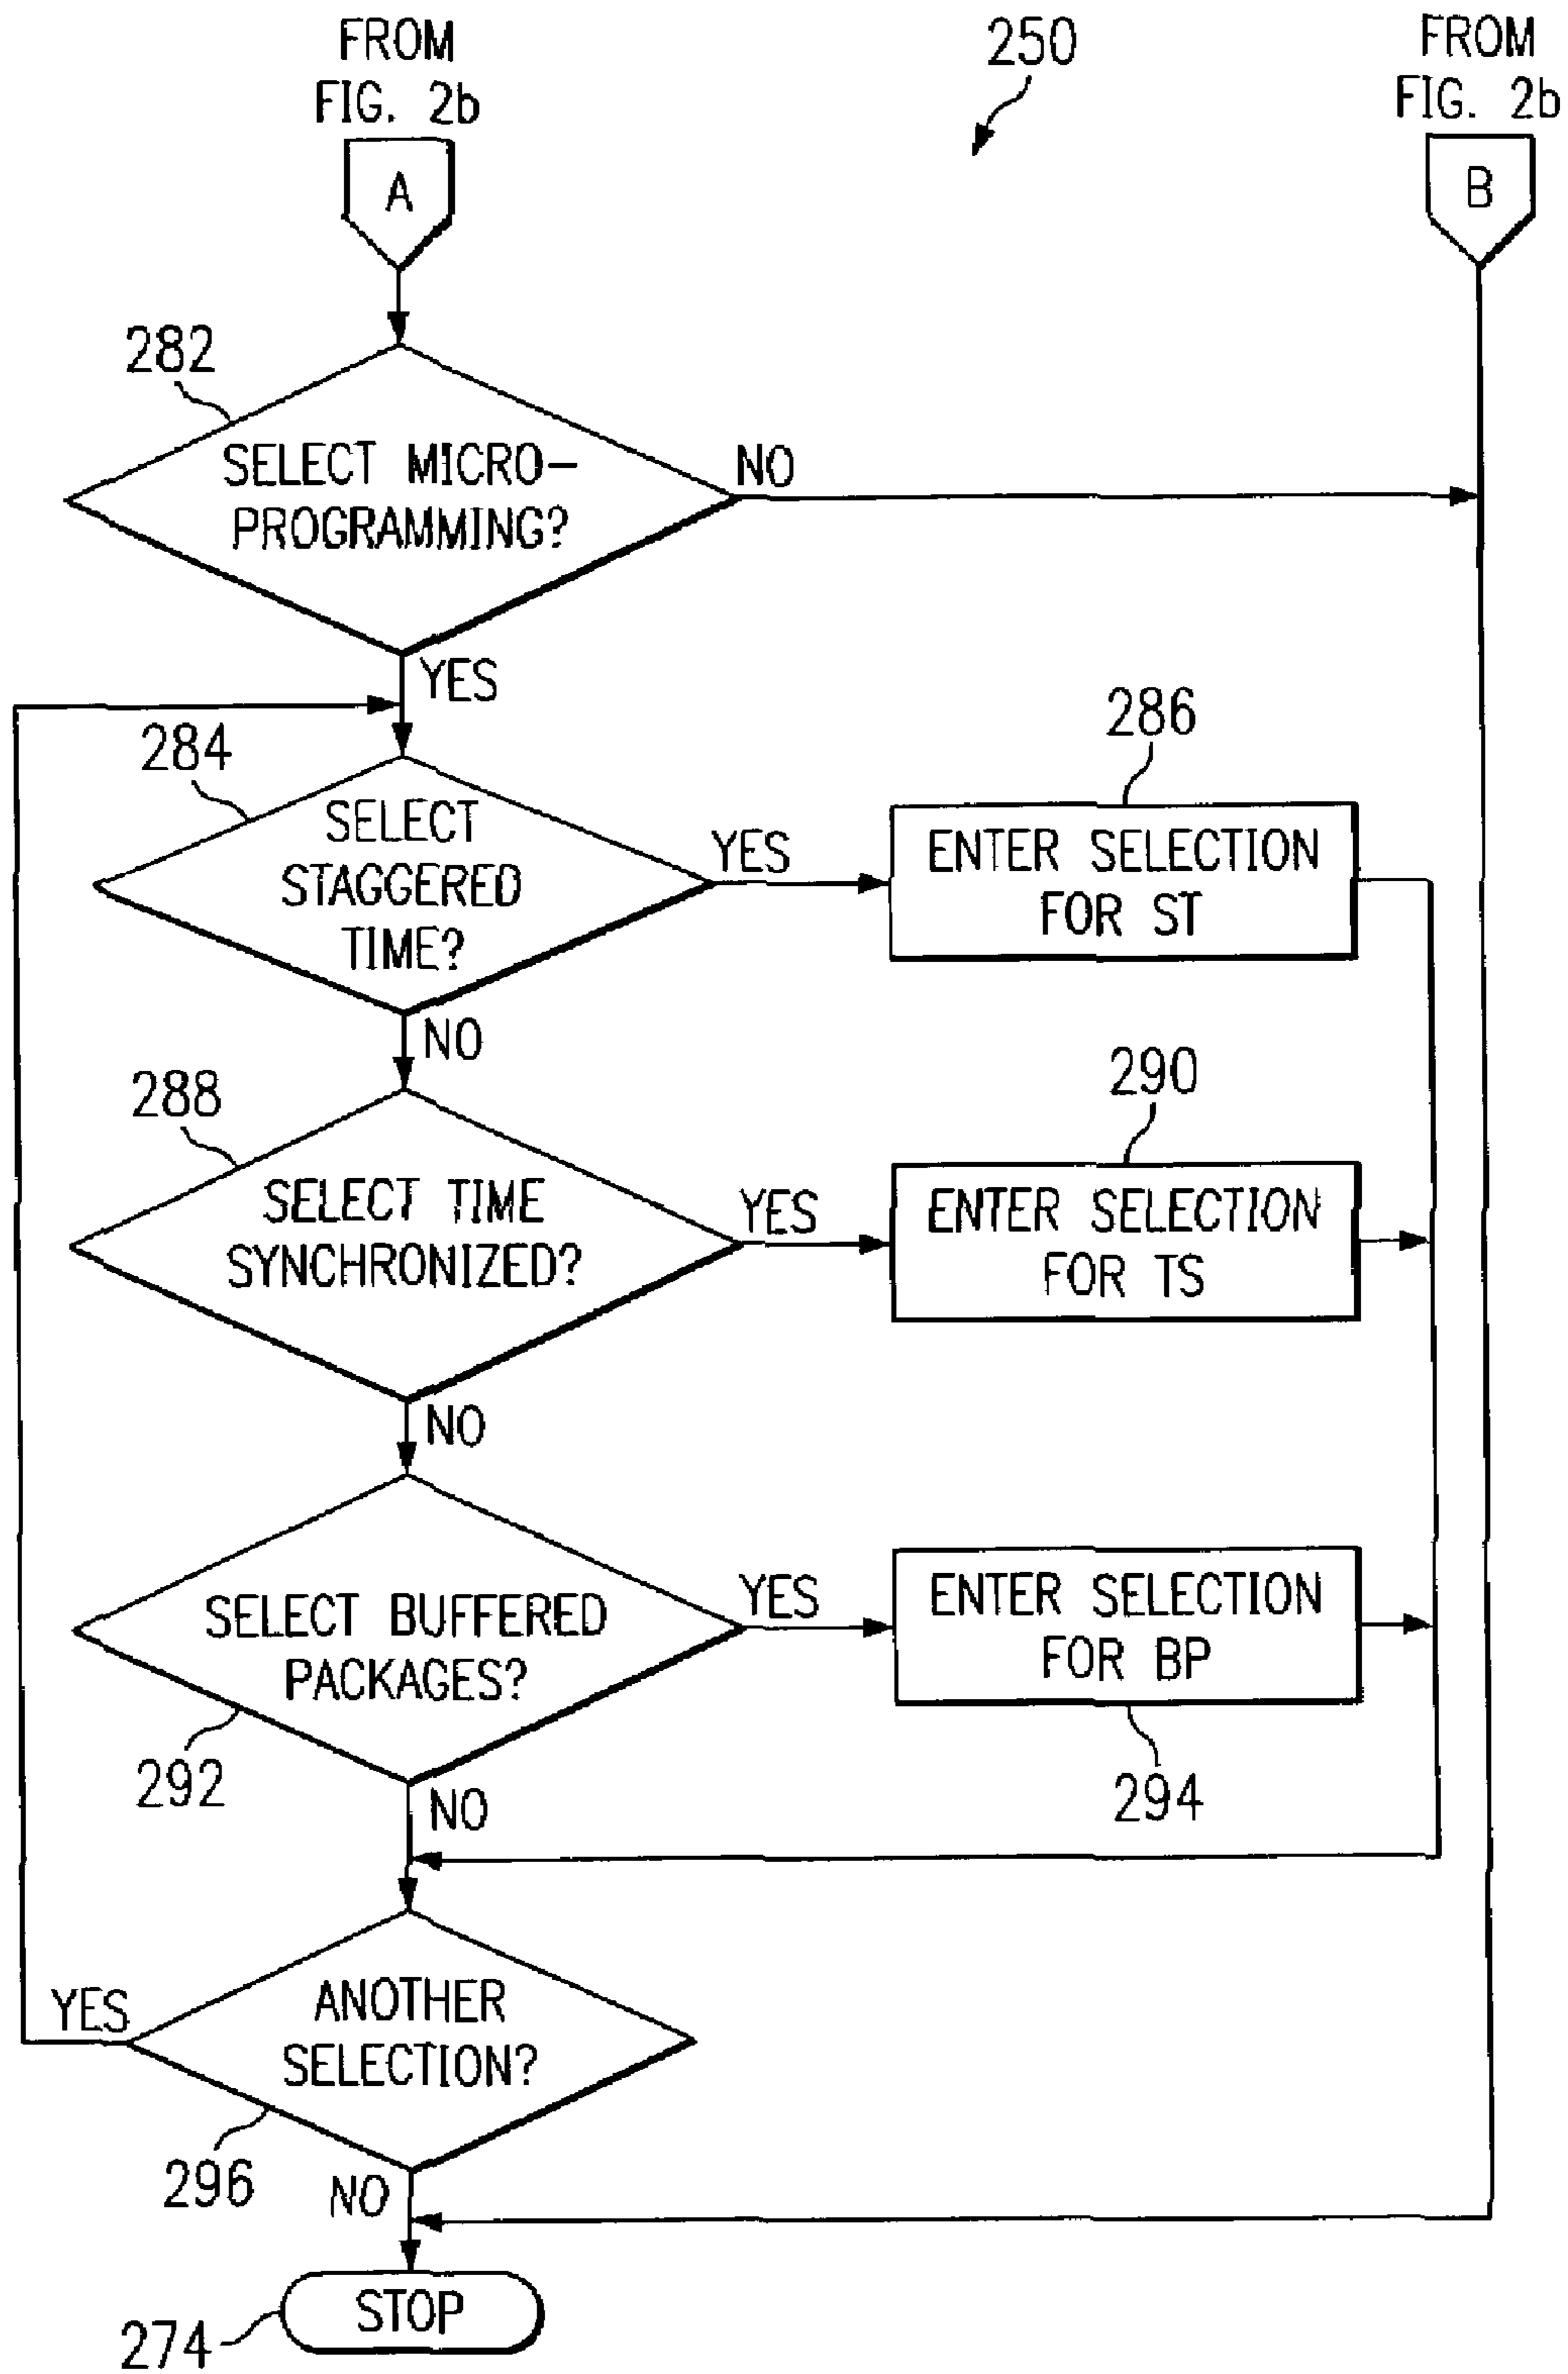 FROM
FIG. 2b
A
250
FROM
FIG. 2b
B
282
SELECT MICRO-
PROGRAMMING?
NO
YES
284
SELECT
STAGGERED
TIME?
YES
286
ENTER SELECTION
FOR ST
NO
288
SELECT TIME
SYNCHRONIZED?
YES
290
ENTER SELECTION
FOR TS
NO
SELECT BUFFERED
PACKAGES?
292
YES
ENTER SELECTION
FOR BP
294
NO
YES
ANOTHER
SELECTION?
296
NO
STOP
274